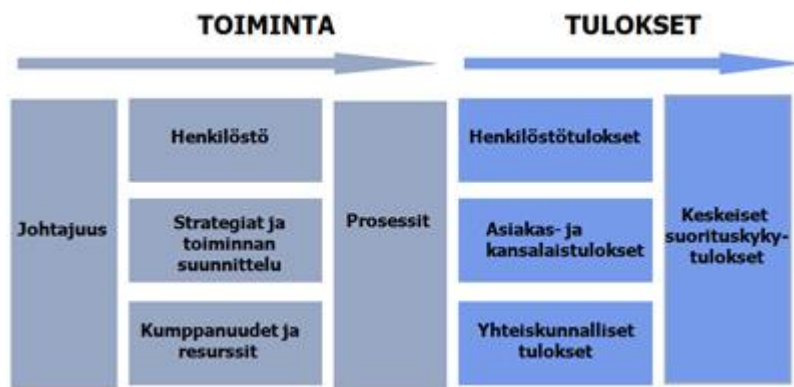 TOIMINTA
TULOKSET
Johtajuus
Henkilöstö
Strategiat ja
toiminnan
suunnittelu
Kumppanuudet ja
resurssit
Prosessit
Henkilöstötulokset
Asiakas- ja
kansalaistulokset
Yhteiskunnalliset
tulokset
Keskeiset
suorituskyky-
tulokset